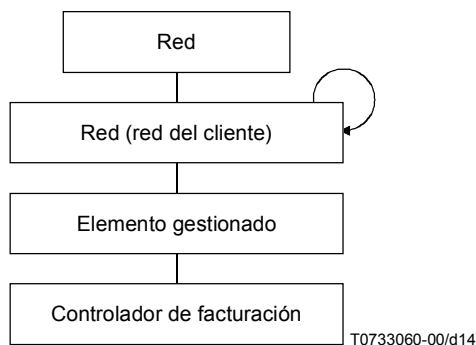 Red
Red (red del cliente)
Elemento gestionado
Controlador de facturación
T0733060-00/d14